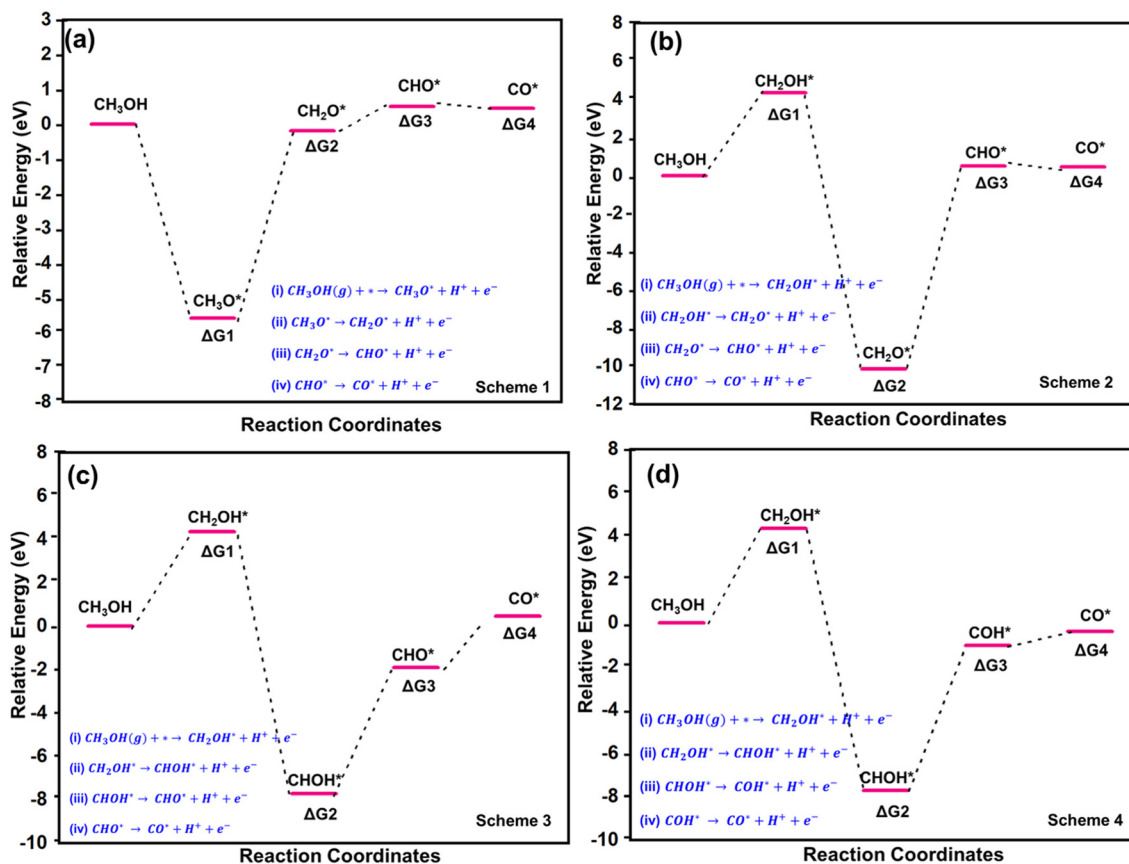 (a)
3
2
1
0
-1
-2
-3
-4
-5
-6
-7
-8
Relative Energy (eV)
CH₃OH
CH₃O*
ΔG1
CH₂O*
ΔG2
CHO*
ΔG3
CO*
ΔG4
(i) CH₃OH(g) + * → CH₃O* + H⁺ + e⁻
(ii) CH₃O* → CH₂O* + H⁺ + e⁻
(iii) CH₂O* → CHO* + H⁺ + e⁻
(iv) CHO* → CO* + H⁺ + e⁻
Scheme 1
Reaction Coordinates
(b)
8
6
4
2
0
-2
-4
-6
-8
-10
-12
Relative Energy (eV)
CH₃OH
CH₂OH*
ΔG1
CH₂O*
ΔG2
CHO*
ΔG3
CO*
ΔG4
(i) CH₃OH(g) + * → CH₂OH* + H⁺ + e⁻
(ii) CH₂OH* → CH₂O* + H⁺ + e⁻
(iii) CH₂O* → CHO* + H⁺ + e⁻
(iv) CHO* → CO* + H⁺ + e⁻
Scheme 2
Reaction Coordinates
(c)
8
6
4
2
0
-2
-4
-6
-8
-10
Relative Energy (eV)
CH₃OH
CH₂OH*
ΔG1
CHOH*
ΔG2
CHO*
ΔG3
CO*
ΔG4
(i) CH₃OH(g) + * → CH₂OH* + H⁺ + e⁻
(ii) CH₂OH* → CHOH* + H⁺ + e⁻
(iii) CHOH* → CHO* + H⁺ + e⁻
(iv) CHO* → CO* + H⁺ + e⁻
Scheme 3
Reaction Coordinates
(d)
8
6
4
2
0
-2
-4
-6
-8
-10
Relative Energy (eV)
CH₃OH
CH₂OH*
ΔG1
CHOH*
ΔG2
COH*
ΔG3
CO*
ΔG4
(i) CH₃OH(g) + * → CH₂OH* + H⁺ + e⁻
(ii) CH₂OH* → CHOH* + H⁺ + e⁻
(iii) CHOH* → COH* + H⁺ + e⁻
(iv) COH* → CO* + H⁺ + e⁻
Scheme 4
Reaction Coordinates